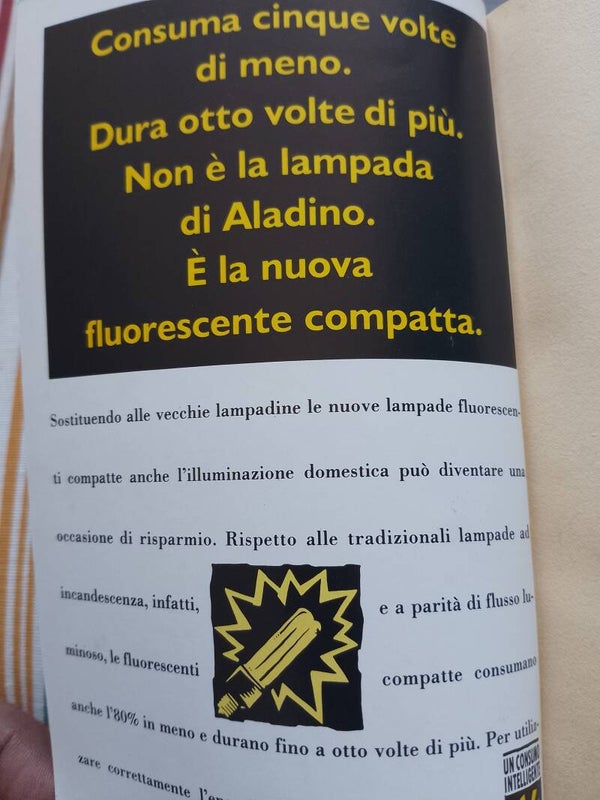 Consuma cinque volte
di meno.
Dura otto volte di più.
Non è la lampada
di Aladino.
È la nuova
fluorescente compatta.
Sostituendo alle vecchie lampadine le nuove lampade fluorescen-
ti compatte anche l'illuminazione domestica può diventare una
occasione di risparmio. Rispetto alle tradizionali lampade ad
incandescenza, infatti, e a parità di flusso lu-
minoso, le fluorescenti compatte consumano
anche l'80% in meno e durano fino a otto volte di più. Per utiliz-
zare correttamente
UN CONSUMO
INTELLIGENTE